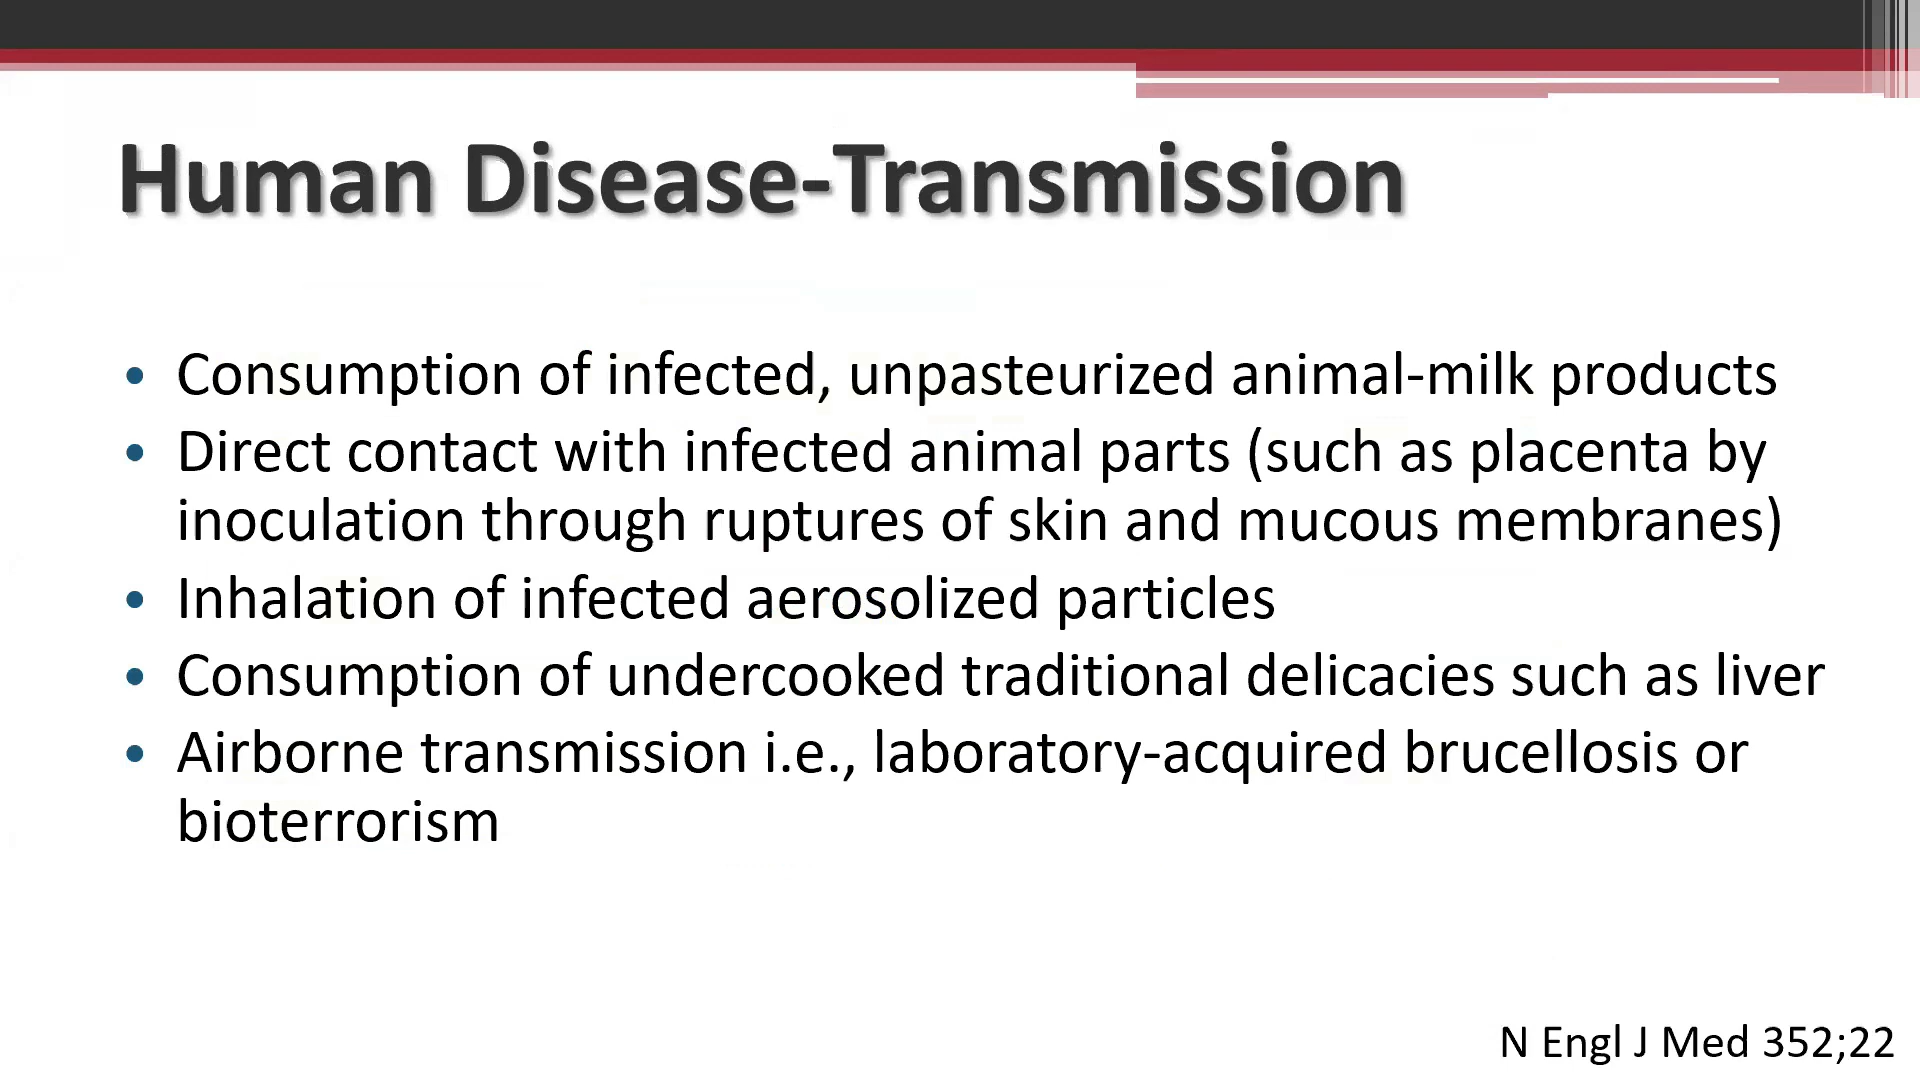 Human Disease-Transmission
• Consumption of infected, unpasteurized animal-milk products
• Direct contact with infected animal parts (such as placenta by
inoculation through ruptures of skin and mucous membranes)
• Inhalation of infected aerosolized particles
• Consumption of undercooked traditional delicacies such as liver
• Airborne transmission i.e., laboratory-acquired brucellosis or
bioterrorism
N Engl J Med 352;22